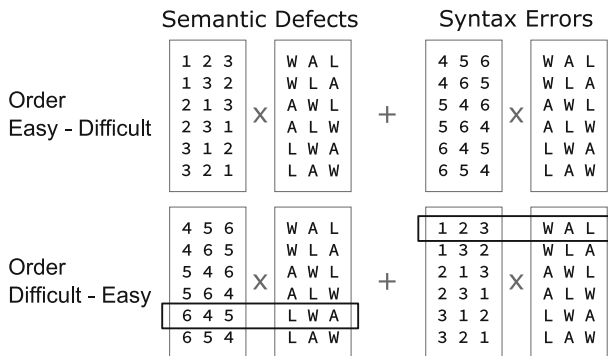 Semantic Defects Syntax Errors
1 2 3 W A L 4 5 6 W A L
1 3 2 W L A 4 6 5 W L A
2 1 3 A W L 5 4 6 A W L
2 3 1 A L W 5 6 4 A L W
3 1 2 L W A 6 4 5 L W A
3 2 1 L A W 6 5 4 L A W
Order
Easy - Difficult
x + x
4 5 6 W A L 1 2 3 W A L
4 6 5 W L A 1 3 2 W L A
5 4 6 A W L 2 1 3 A W L
5 6 4 A L W 2 3 1 A L W
6 4 5 L W A 3 1 2 L W A
6 5 4 L A W 3 2 1 L A W
Order
Difficult - Easy
x + x